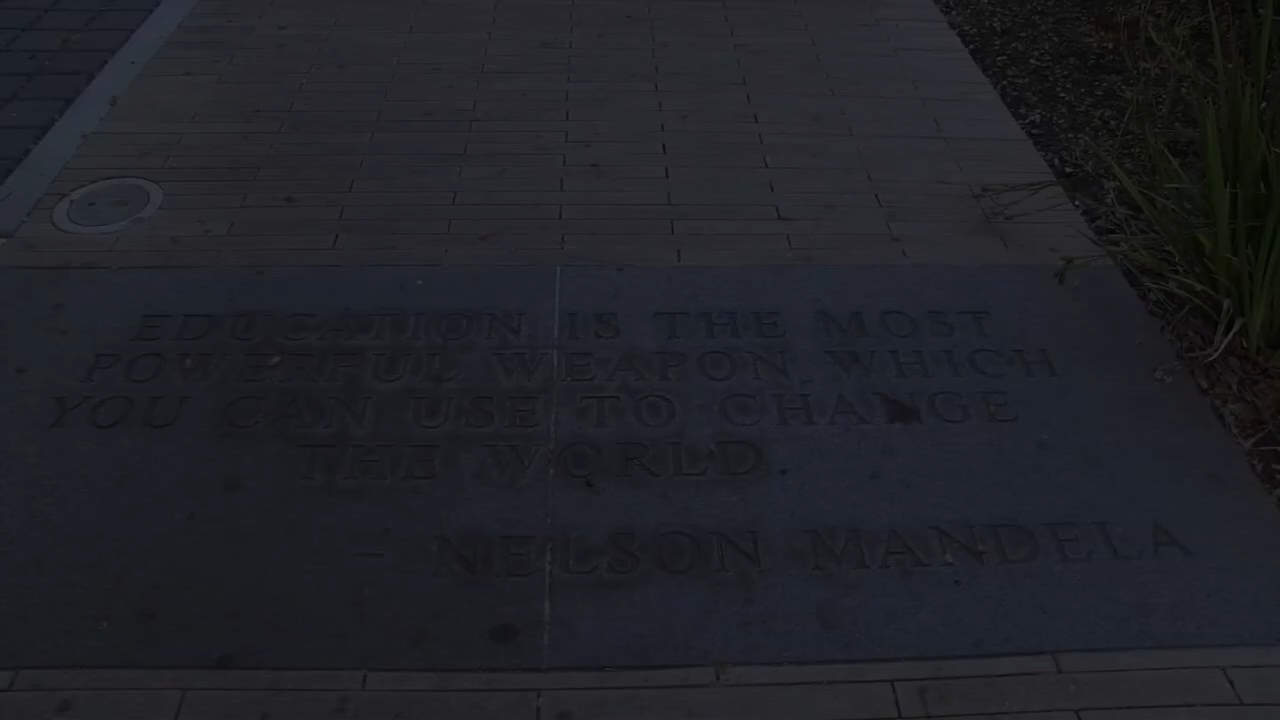 EDUCATION IS THE MOST
POWERFUL WEAPON WHICH
YOU CAN USE TO CHANGE
THE WORLD.
- NELSON MANDELA